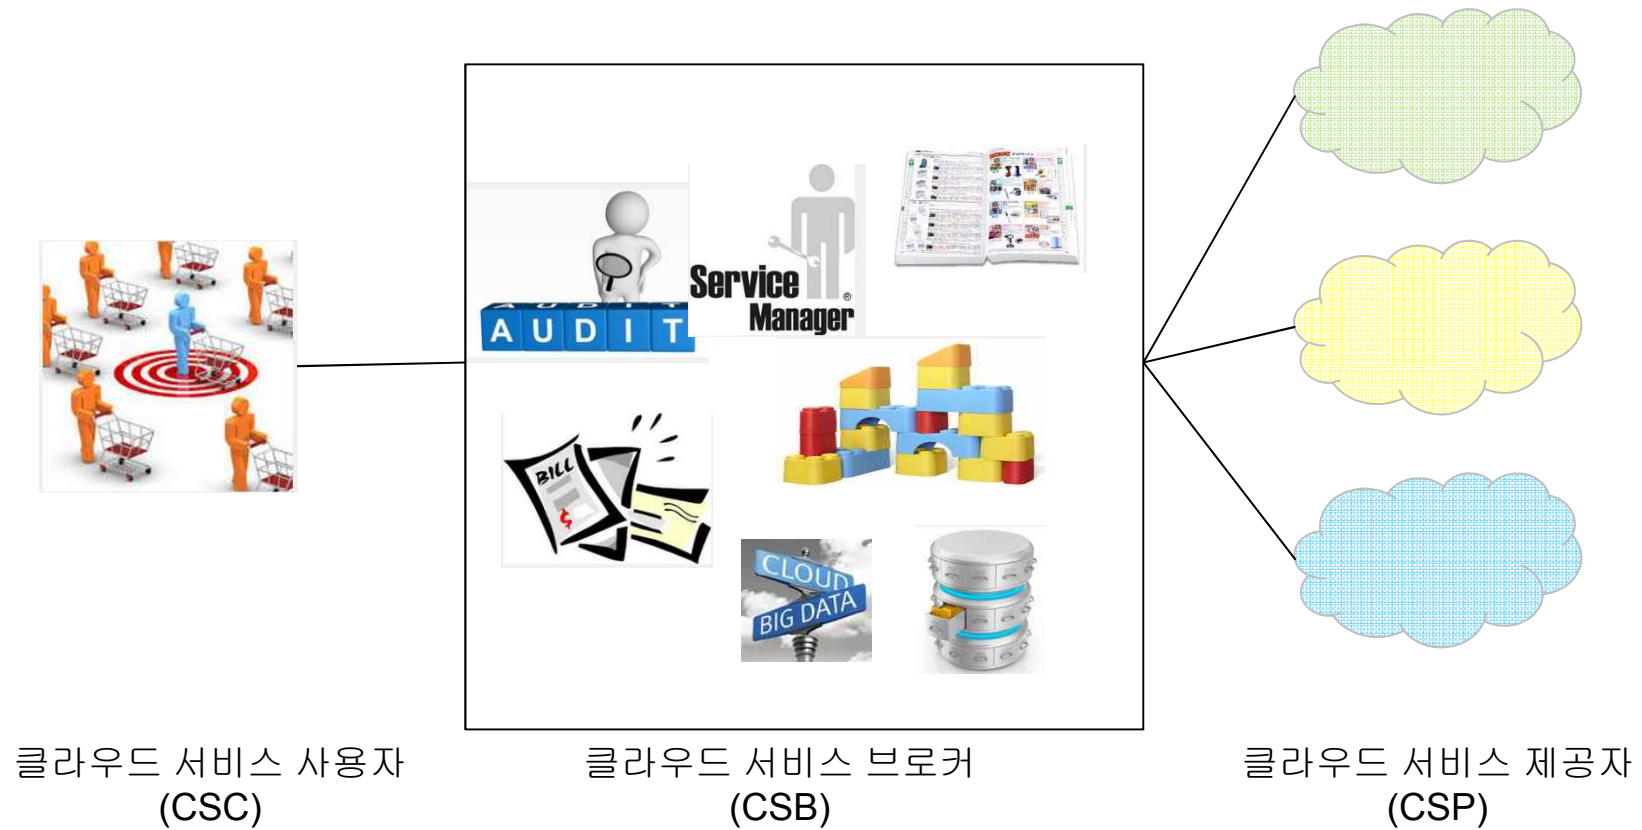 AUDIT
AUDIT
Service
Manager
®
BILL
$
CLOUD
BIG DATA
클라우드 서비스 사용자
(CSC)
클라우드 서비스 브로커
(CSB)
클라우드 서비스 제공자
(CSP)